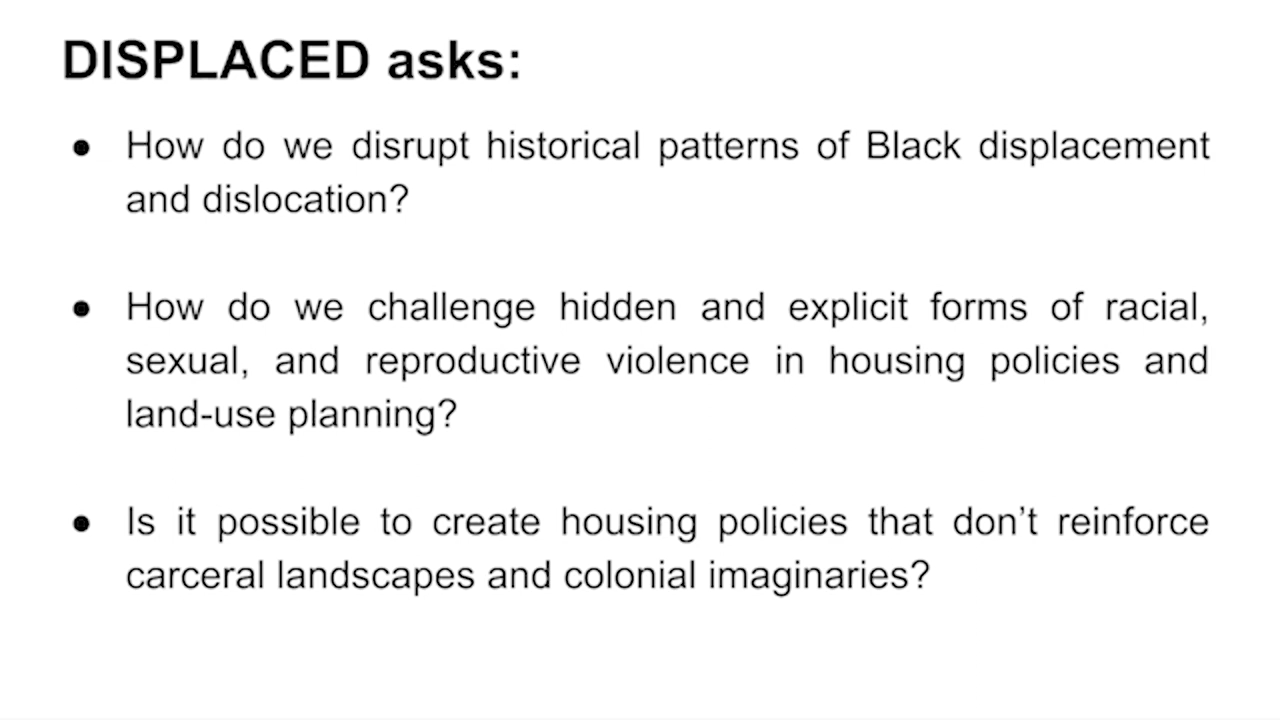 DISPLACED asks:
● How do we disrupt historical patterns of Black displacement
and dislocation?
● How do we challenge hidden and explicit forms of racial,
sexual, and reproductive violence in housing policies and
land-use planning?
● Is it possible to create housing policies that don’t reinforce
carceral landscapes and colonial imaginaries?